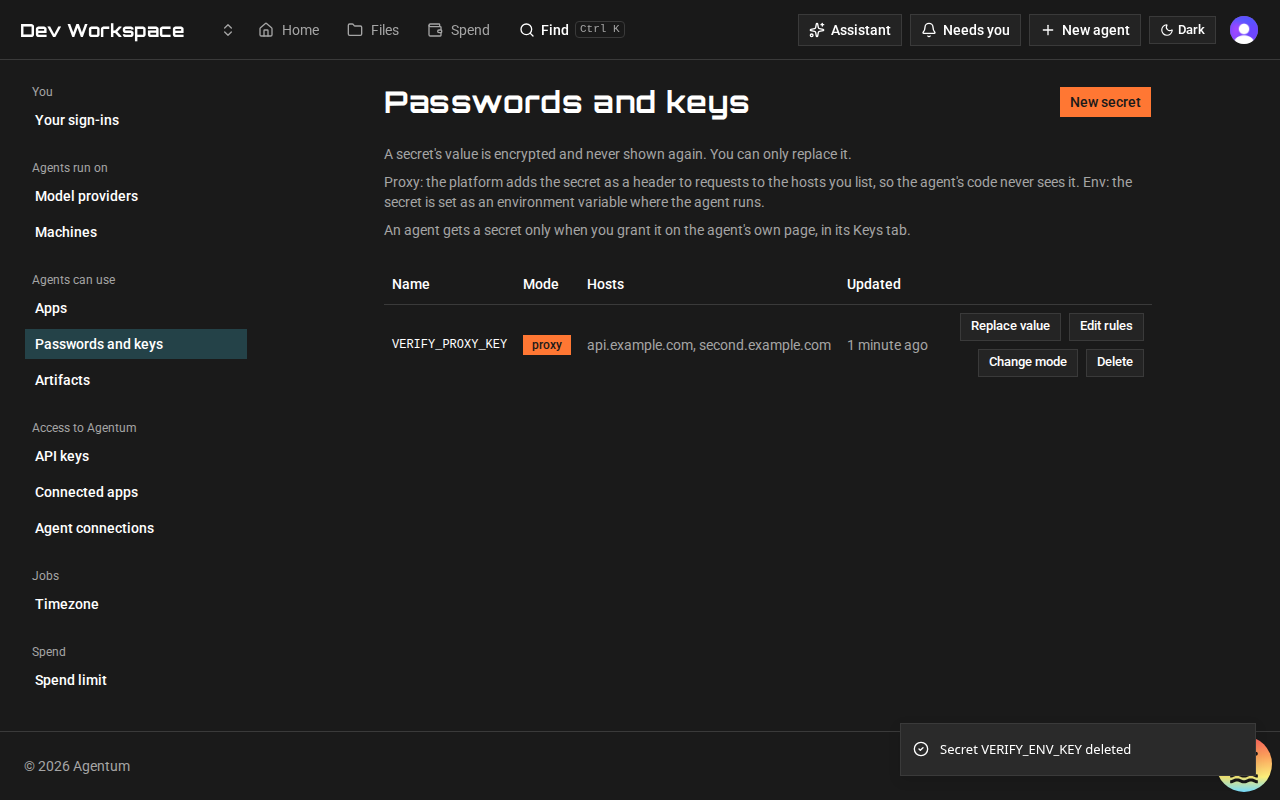 Dev Workspace
Home
Files
Spend
Find Ctrl K
Assistant
Needs you
New agent
Dark
You
Your sign-ins
Agents run on
Model providers
Machines
Agents can use
Apps
Passwords and keys
Artifacts
Access to Agentum
API keys
Connected apps
Agent connections
Jobs
Timezone
Spend
Spend limit
Passwords and keys
New secret
A secret's value is encrypted and never shown again. You can only replace it.
Proxy: the platform adds the secret as a header to requests to the hosts you list, so the agent's code never sees it. Env: the
secret is set as an environment variable where the agent runs.
An agent gets a secret only when you grant it on the agent's own page, in its Keys tab.
Name Mode Hosts Updated
VERIFY_PROXY_KEY proxy api.example.com, second.example.com 1 minute ago
Replace value Edit rules
Change mode Delete
© 2026 Agentum
Secret VERIFY_ENV_KEY deleted